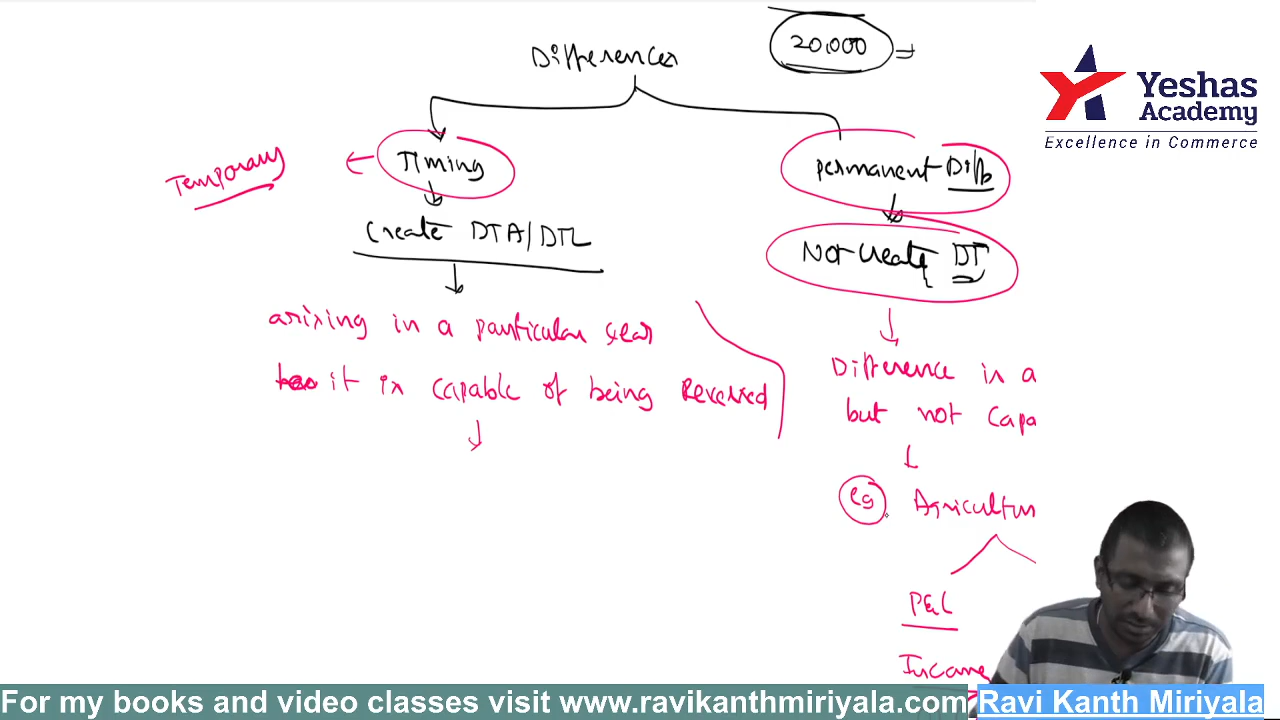 20,000 =
Differences
Yeshas
Academy
Excellence in Commerce
Temporary
Timing
permanent Diff
Create DTA/DTL
Not create DT
arising in a particular year
it is capable of being Reversed
Difference in a
but not capa
eg Agricultur
P&L
Income
For my books and video classes visit www.ravikanthmiriyala.com Ravi Kanth Miriyala